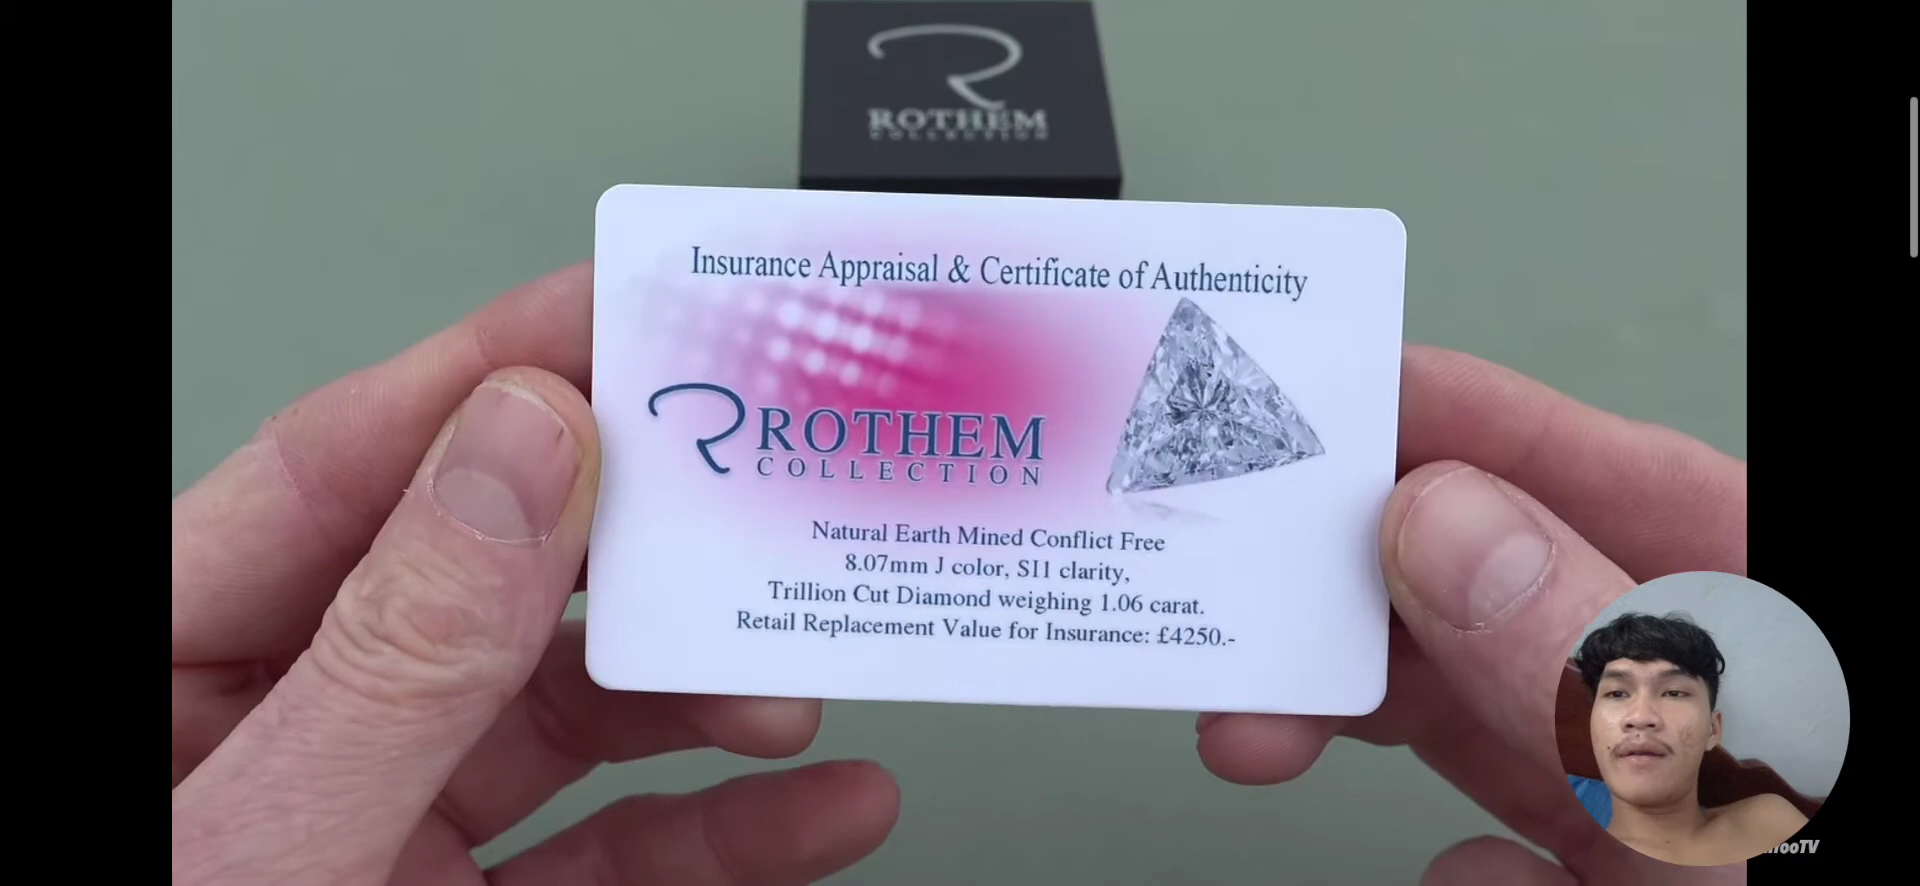 ROTHEM
COLLECTION
Insurance Appraisal & Certificate of Authenticity
ROTHEM
COLLECTION
Natural Earth Mined Conflict Free
8.07mm J color, SI1 clarity,
Trillion Cut Diamond weighing 1.06 carat.
Retail Replacement Value for Insurance: £4250.-